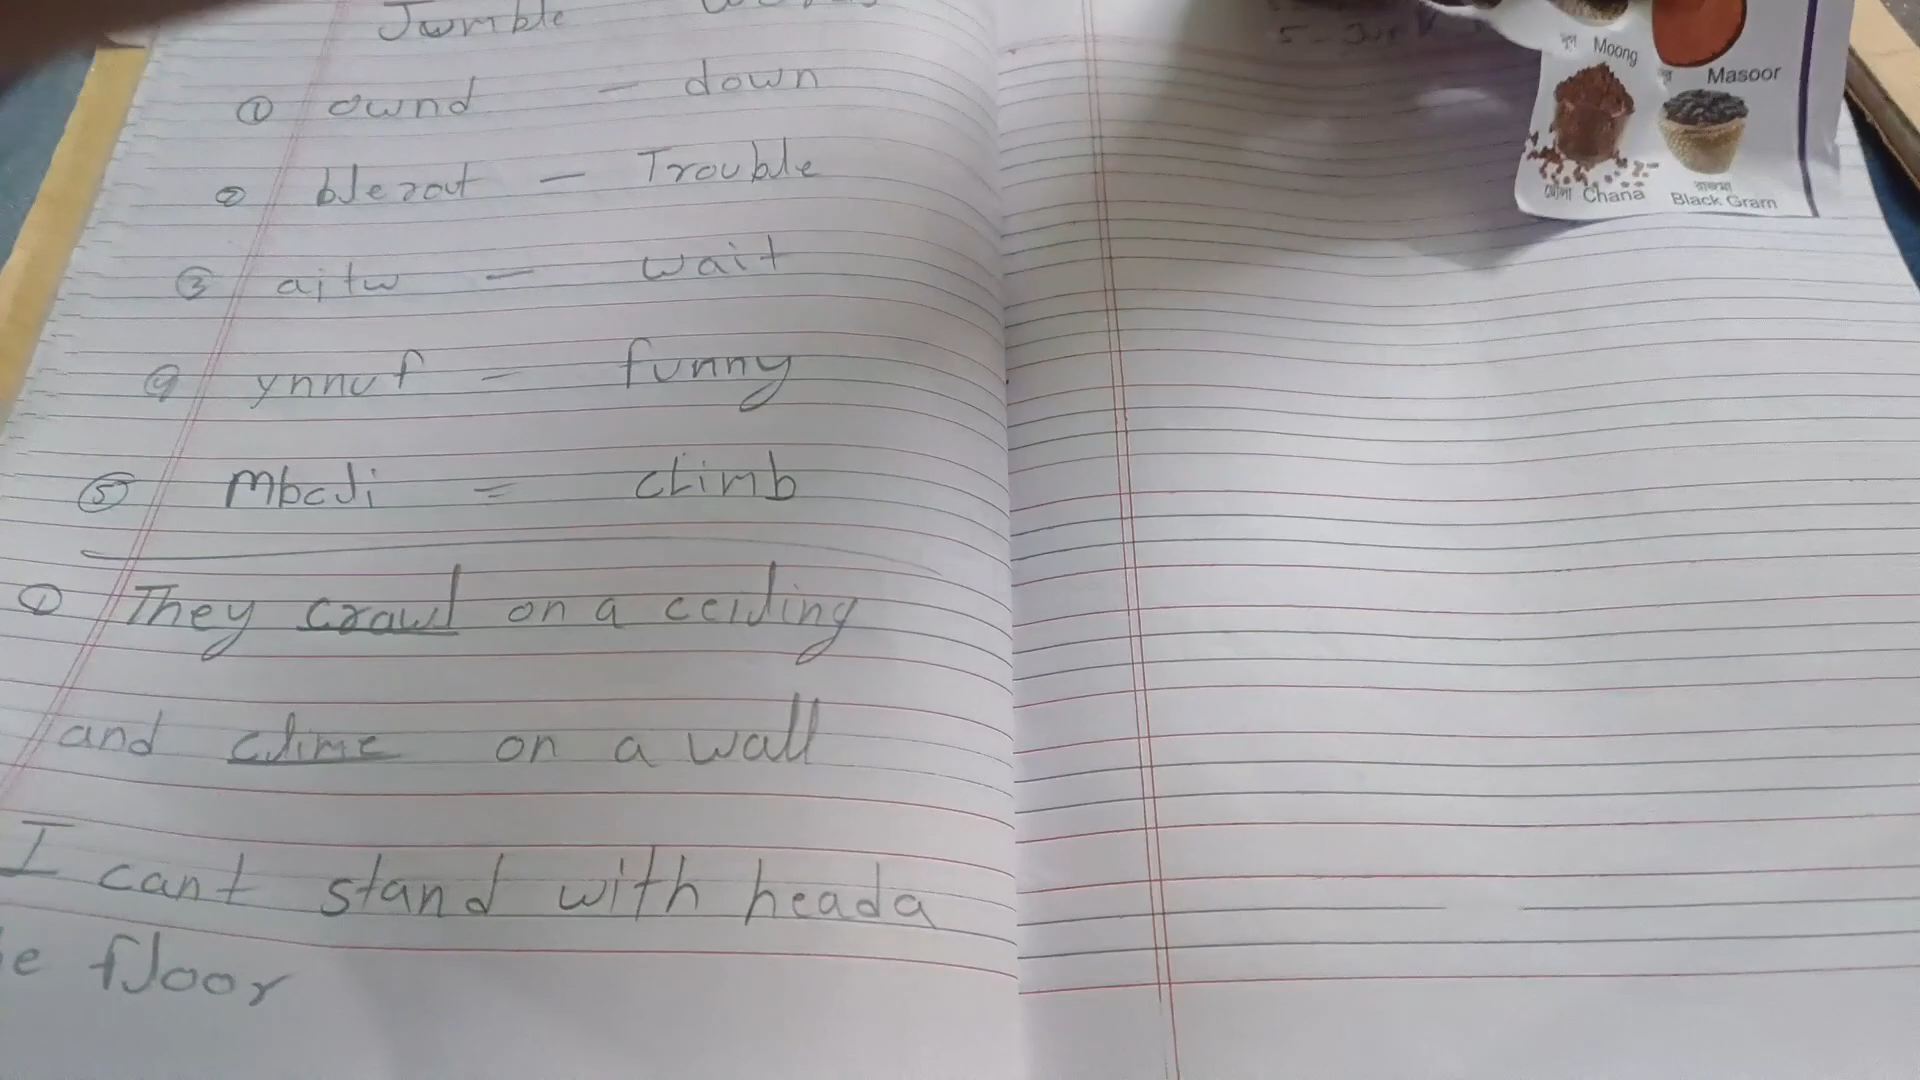 Jumble
① ownd – down
② blerout – Trouble
③ aitw – wait
④ ynnuf – funny
⑤ mbcli = climb
① They crawl on a ceiling
and clime on a wall
I cant stand with heada
e floor
Moong
Masoor
Chana
Black Gram